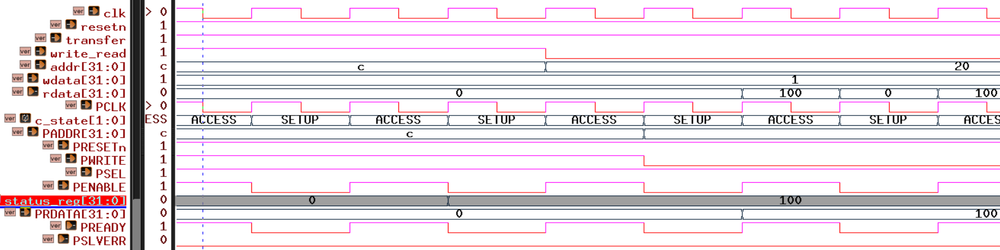 ver clk > 0
ver resetn 1
ver transfer 1
ver write_read 1
ver addr[31:0] c c 20
ver wdata[31:0] 1 1
ver rdata[31:0] 0 0 100 0 100
ver PCLK > 0
ver c_state[1:0] ESS ACCESS SETUP ACCESS SETUP ACCESS SETUP ACCESS SETUP ACCES
ver PADDR[31:0] c c
ver PRESETn 1
ver PWRITE 1
ver PSEL 1
ver PENABLE 1
status_reg[31:0] 0 0 100
ver PRDATA[31:0] 0 0 100
ver PREADY 1
ver PSLVERR 0